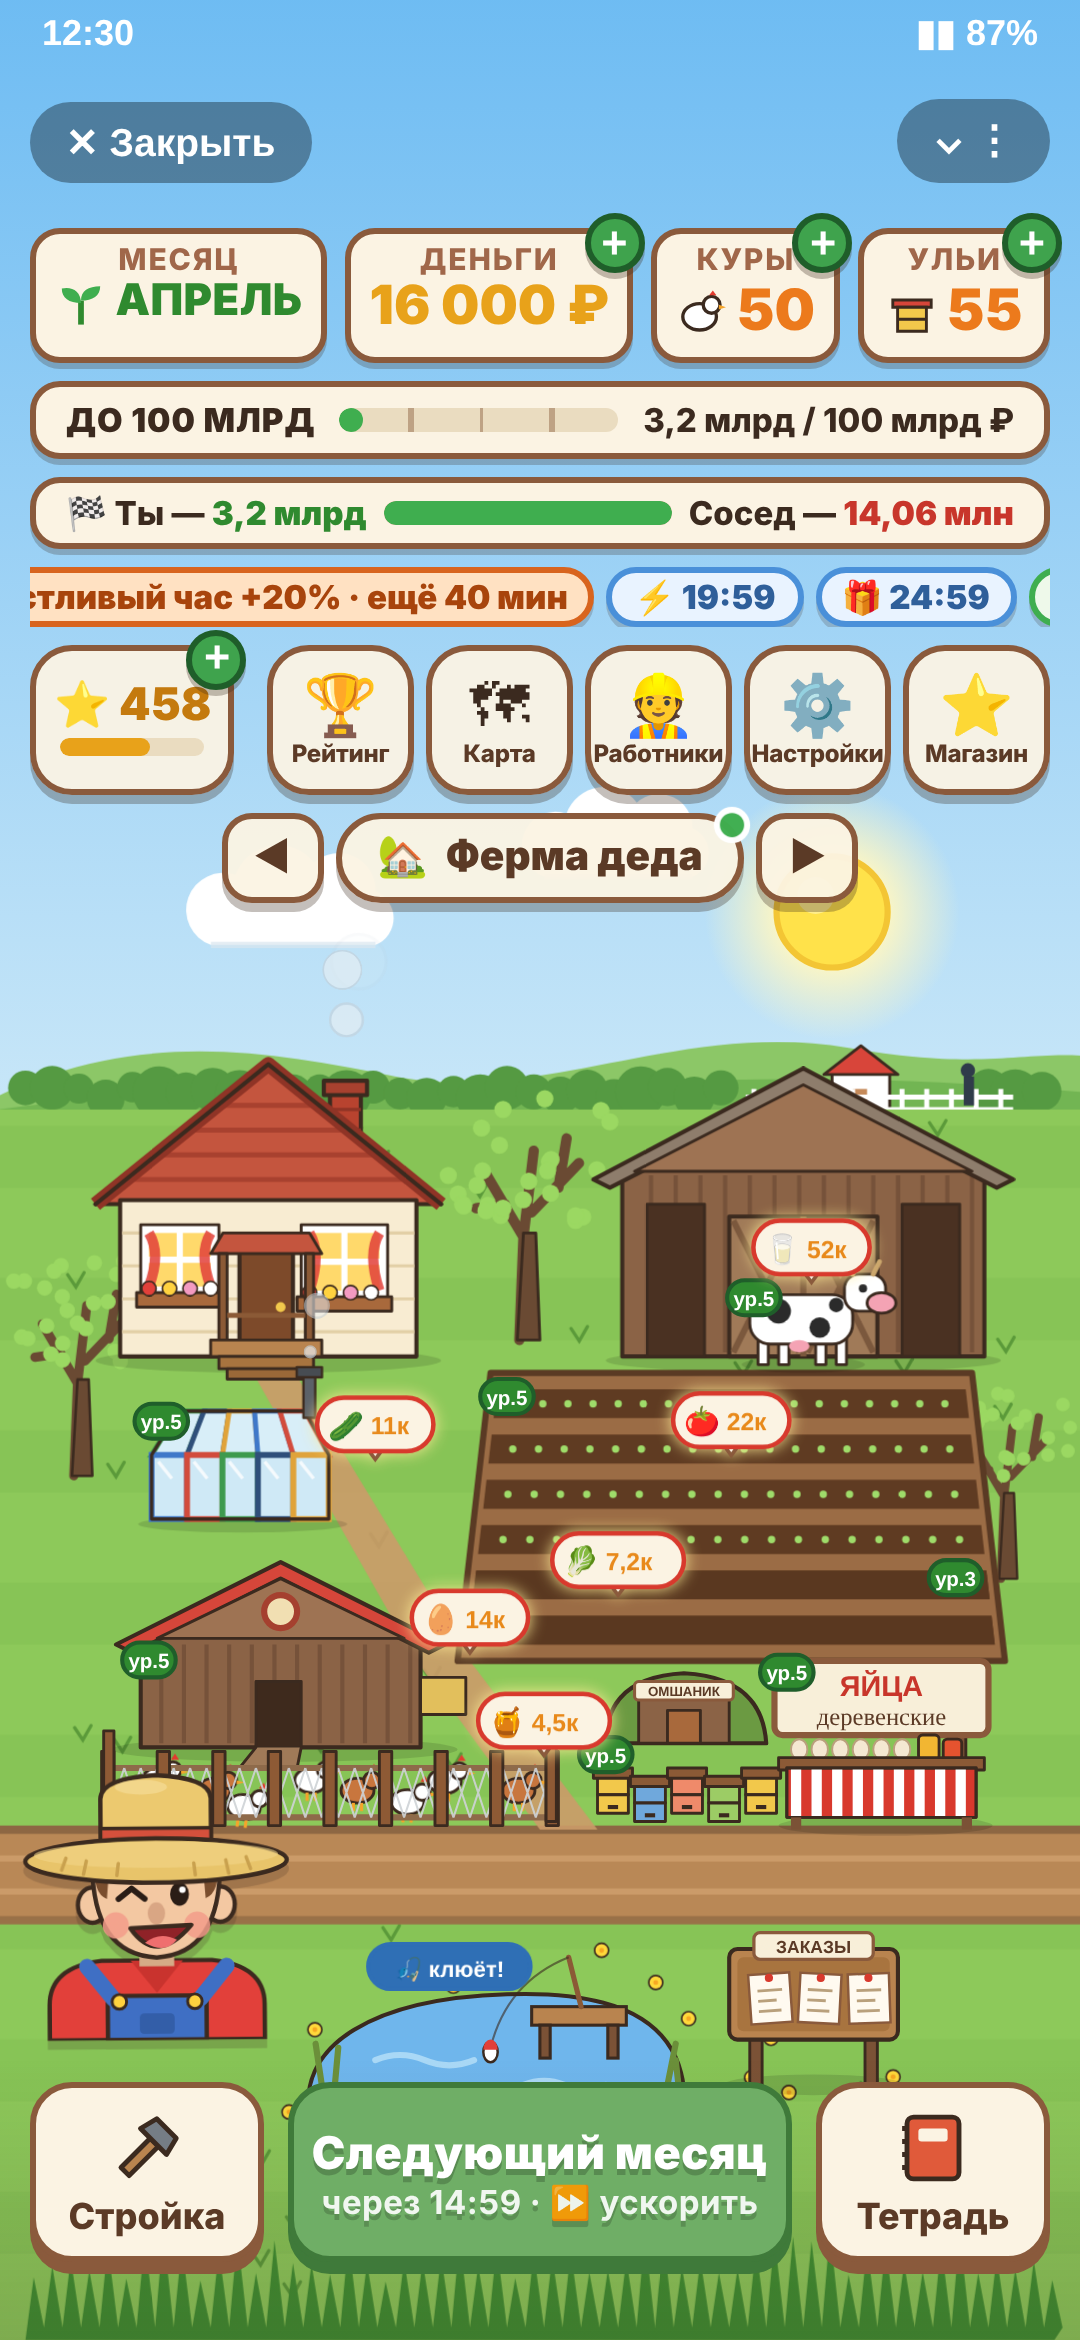 12:30
87%
✕ Закрыть
МЕСЯЦ
АПРЕЛЬ
ДЕНЬГИ
16 000 ₽
КУРЫ
50
УЛЬИ
55
ДО 100 МЛРД
3,2 млрд / 100 млрд ₽
Ты — 3,2 млрд
Сосед — 14,06 млн
стливый час +20% · ещё 40 мин
19:59
24:59
458
Рейтинг
Карта
Работники
Настройки
Магазин
Ферма деда
52к
ур.5
ур.5
11к
ур.5
22к
7,2к
ур.3
14к
ур.5
4,5к
ОМШАНИК
ур.5
ур.5
ЯЙЦА
деревенские
клюёт!
ЗАКАЗЫ
Стройка
Следующий месяц
через 14:59 · ⏩ ускорить
Тетрадь